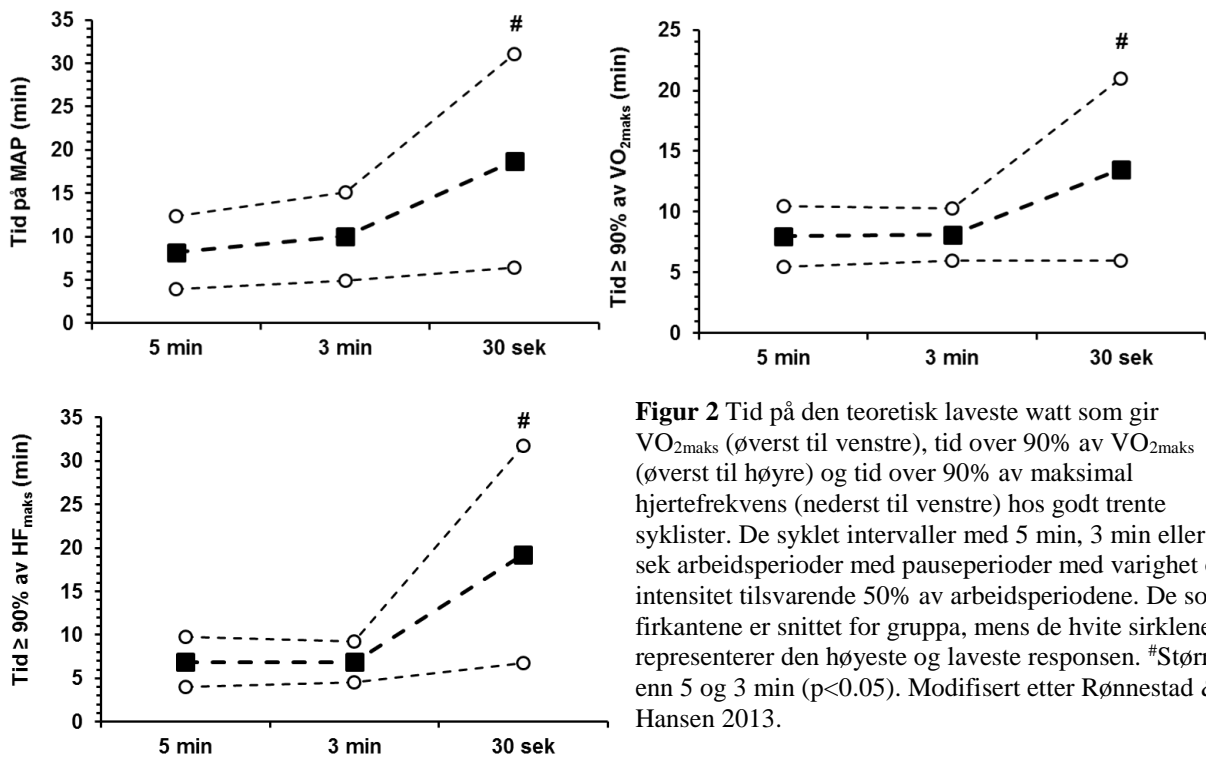 35
30
25
20
15
10
5
0
Tid på MAP (min)
#
5 min 3 min 30 sek
25
20
15
10
5
0
Tid ≥ 90% av VO2maks (min)
#
5 min 3 min 30 sek
35
30
25
20
15
10
5
0
Tid ≥ 90% av HFmaks (min)
#
5 min 3 min 30 sek
Figur 2 Tid på den teoretisk laveste watt som gir
VO2maks (øverst til venstre), tid over 90% av VO2maks
(øverst til høyre) og tid over 90% av maksimal
hjertefrekvens (nederst til venstre) hos godt trente
syklister. De syklet intervaller med 5 min, 3 min eller
sek arbeidsperioder med pauseperioder med varighet
intensitet tilsvarende 50% av arbeidsperiodene. De
firkantene er snittet for gruppa, mens de hvite sirklene
representerer den høyeste og laveste responsen.
enn 5 og 3 min (p<0.05). Modifisert etter Rønnestad &
Hansen 2013.